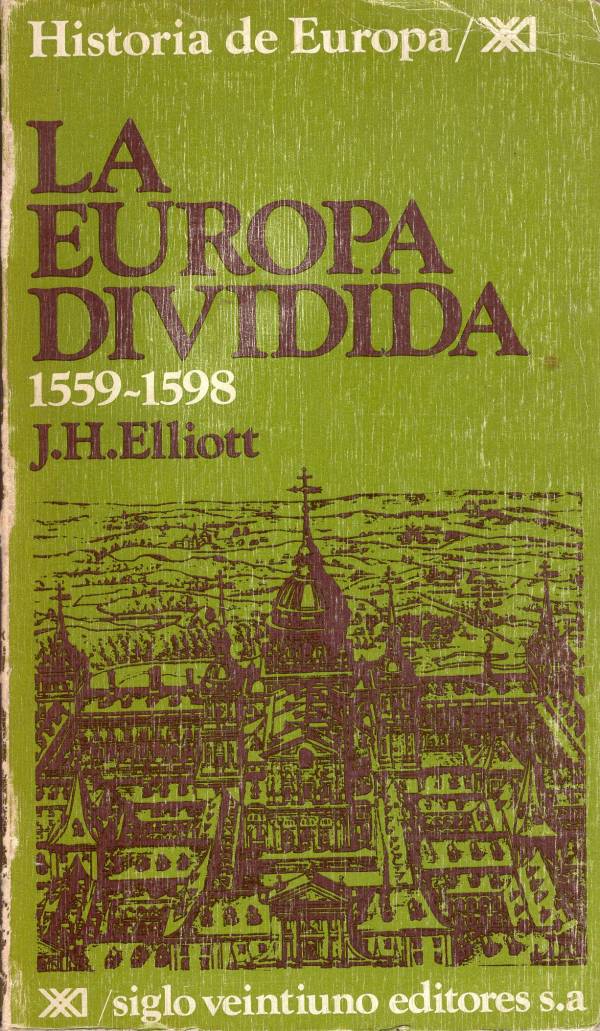 Historia de Europa/XXI
LA
EUROPA
DIVIDIDA
1559~1598
J.H.Elliott
XXI/siglo veintiuno editores s.a